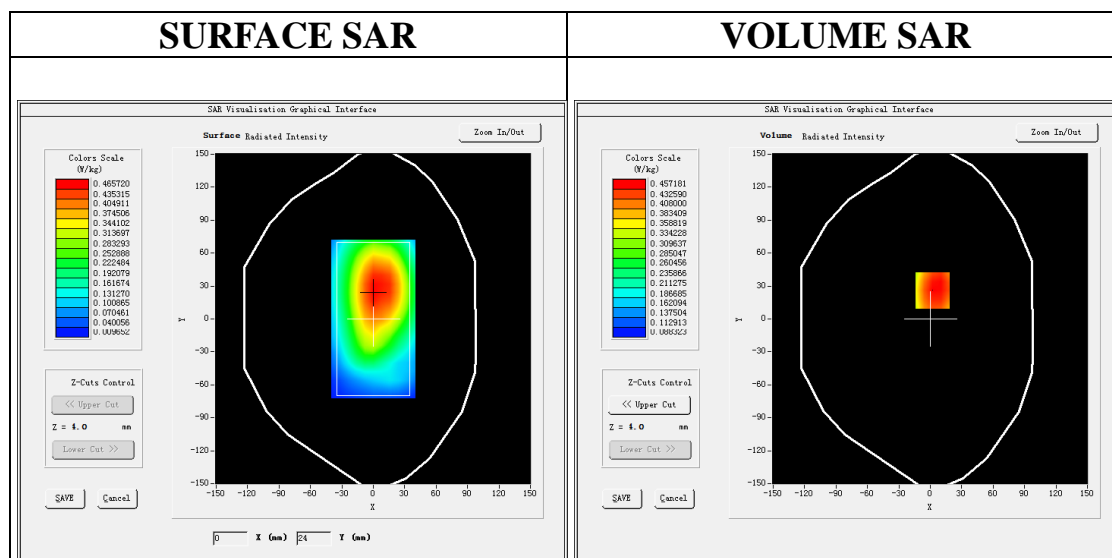 SURFACE SAR
VOLUME SAR
SAR Visualisation Graphical Interface
Surface Radiated Intensity
Zoom In/Out
Colors Scale
(W/kg)
0.465720
0.435315
0.404911
0.374506
0.344102
0.313697
0.283293
0.252888
0.222484
0.192079
0.161674
0.131270
0.100865
0.070461
0.040056
0.009652
150
120
90
60
30
0
-30
-60
-90
-120
-150
Y
-150 -120 -90 -60 -30 0 30 60 90 120 150
X
Z-Cuts Control
<< Upper Cut
Z = 4.0 mm
Lower Cut >>
SAVE Cancel
0 X (mm) 24 Y (mm)
SAR Visualisation Graphical Interface
Volume Radiated Intensity
Zoom In/Out
Colors Scale
(W/kg)
0.457181
0.432590
0.408000
0.383409
0.358819
0.334228
0.309637
0.285047
0.260456
0.235866
0.211275
0.186685
0.162094
0.137504
0.112913
0.088323
150
120
90
60
30
0
-30
-60
-90
-120
-150
Y
-150 -120 -90 -60 -30 0 30 60 90 120 150
X
Z-Cuts Control
<< Upper Cut
Z = 4.0 mm
Lower Cut >>
SAVE Cancel